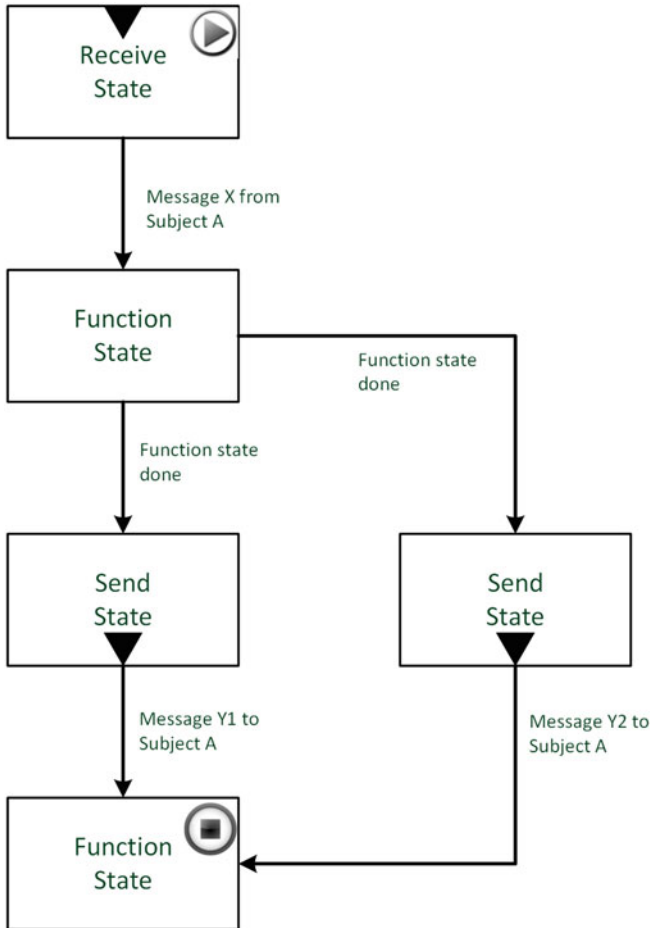 Receive
State
Message X from
Subject A
Function
State
Function state
done
Function state
done
Send
State
Send
State
Message Y1 to
Subject A
Message Y2 to
Subject A
Function
State